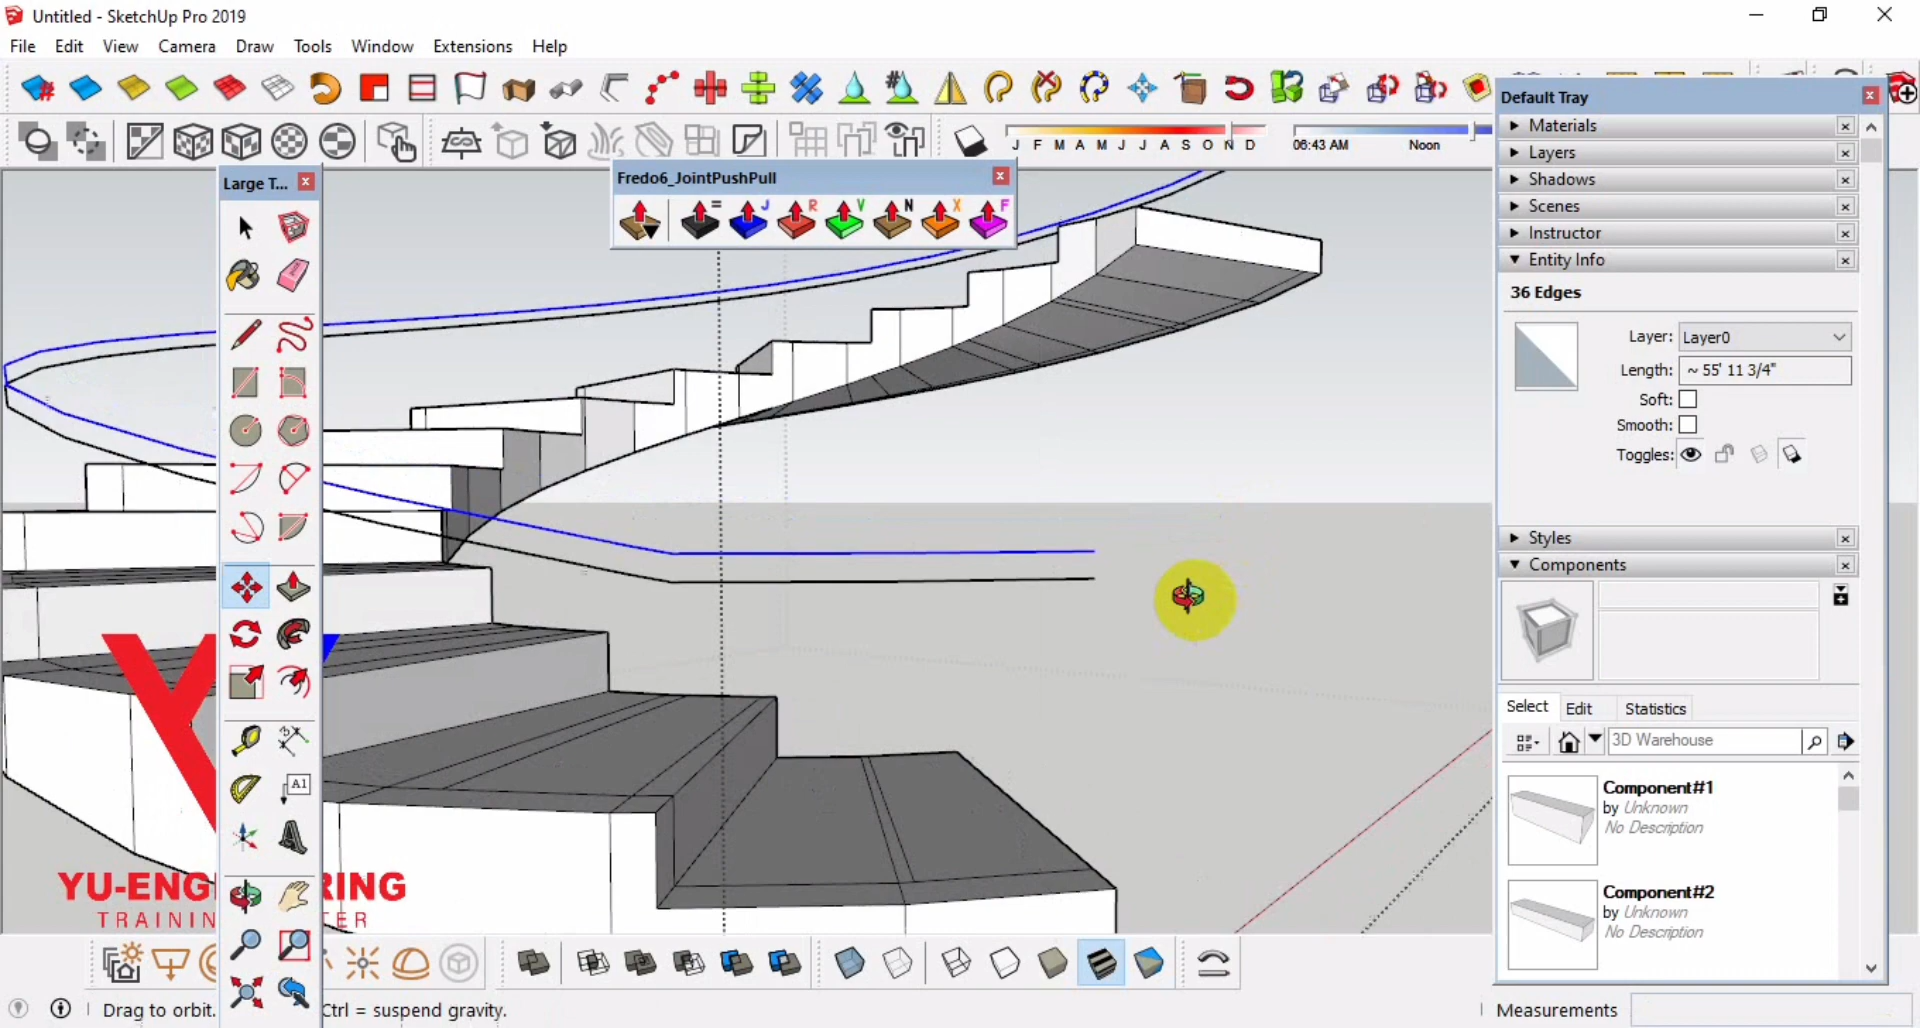 Untitled - SketchUp Pro 2019
File Edit View Camera Draw Tools Window Extensions Help
J F M A M J J A S O N D
06:43 AM Noon
Default Tray
Materials
Layers
Shadows
Scenes
Instructor
Entity Info
36 Edges
Layer: Layer0
Length: ~ 55' 11 3/4"
Soft:
Smooth:
Toggles:
Styles
Components
Select Edit Statistics
3D Warehouse
Component#1
by Unknown
No Description
Component#2
by Unknown
No Description
Large T...
Fredo6_JointPushPull
= J R V N X F
A1
YU-ENG RING
TRAININ TER
Drag to orbit. Ctrl = suspend gravity.
Measurements